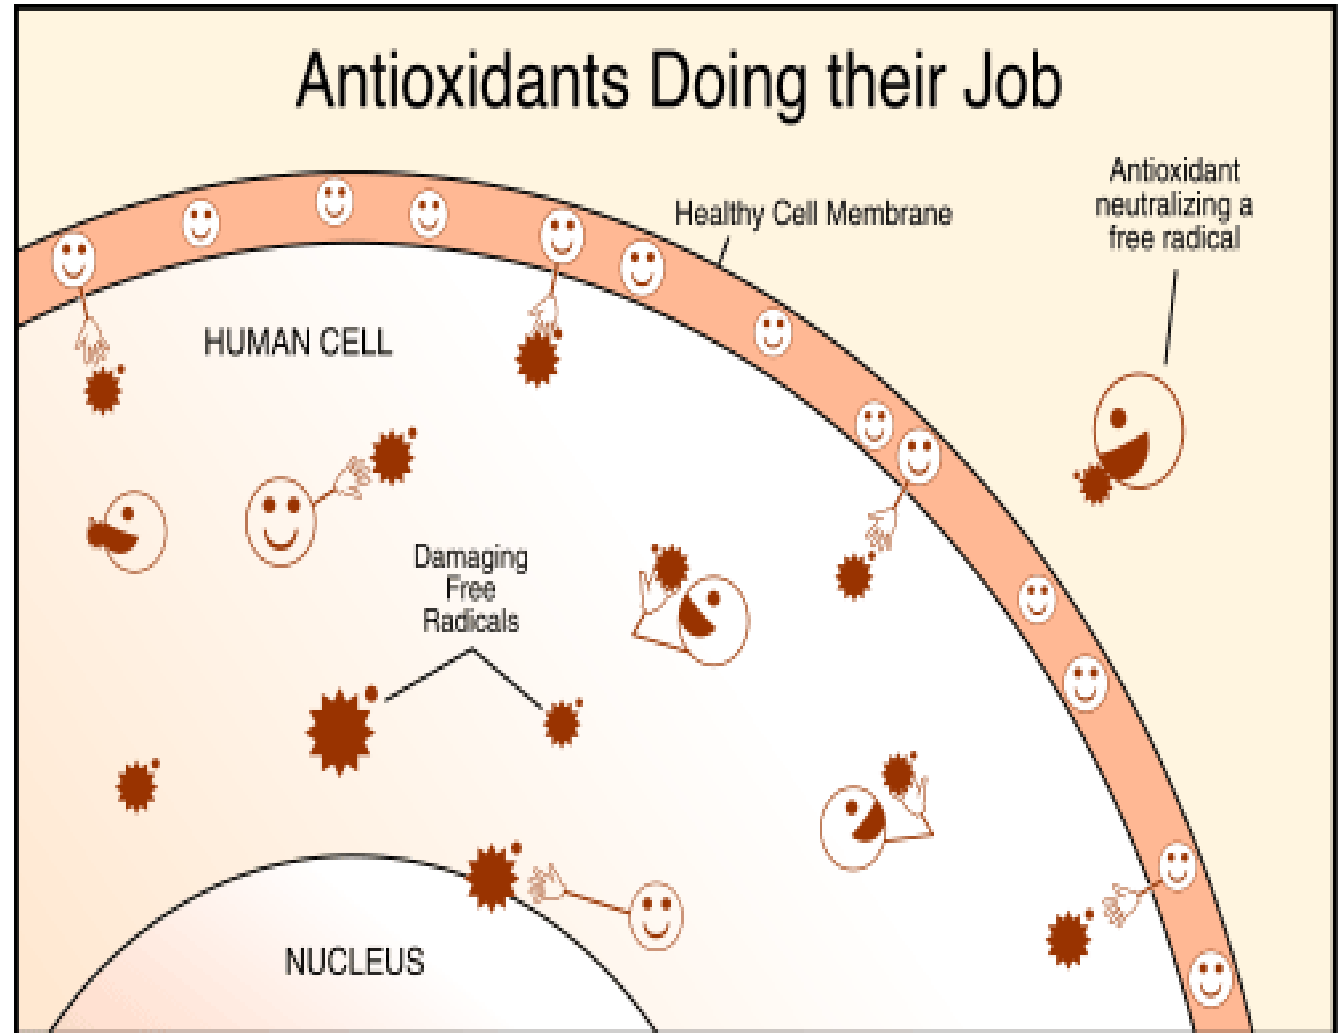 Antioxidants Doing their Job
Antioxidant
neutralizing a
free radical
Healthy Cell Membrane
HUMAN CELL
Damaging
Free
Radicals
NUCLEUS